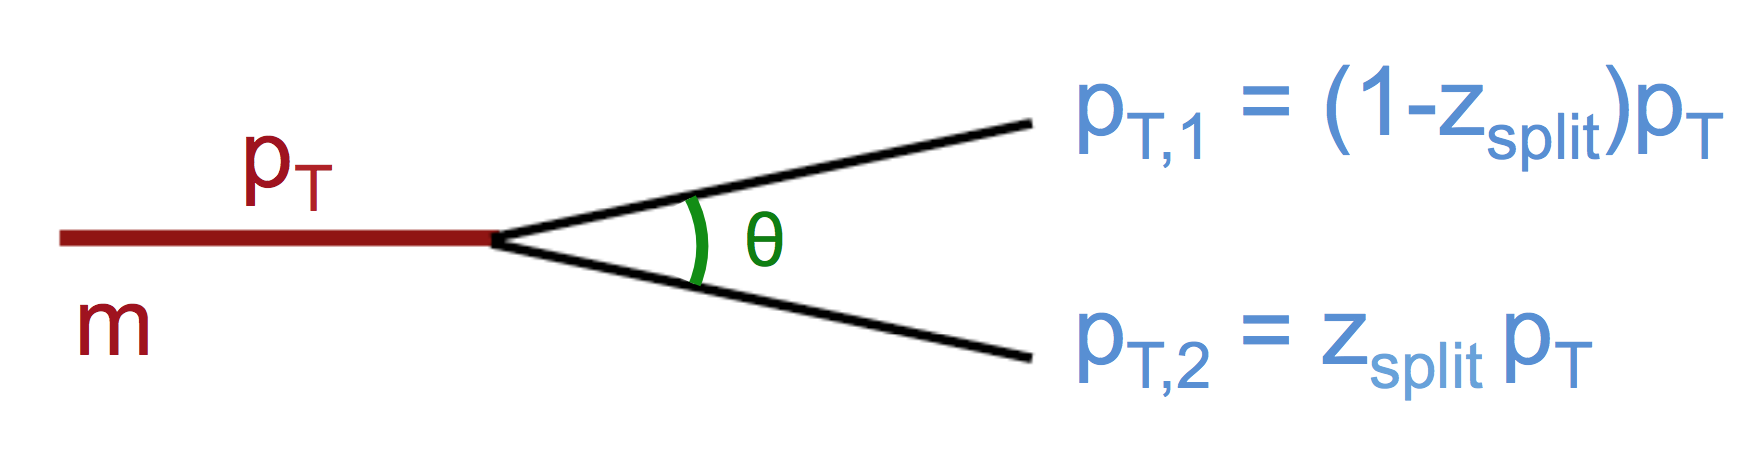 p_T
m
θ
p_T,1 = (1-z_split)p_T
p_T,2 = z_split p_T